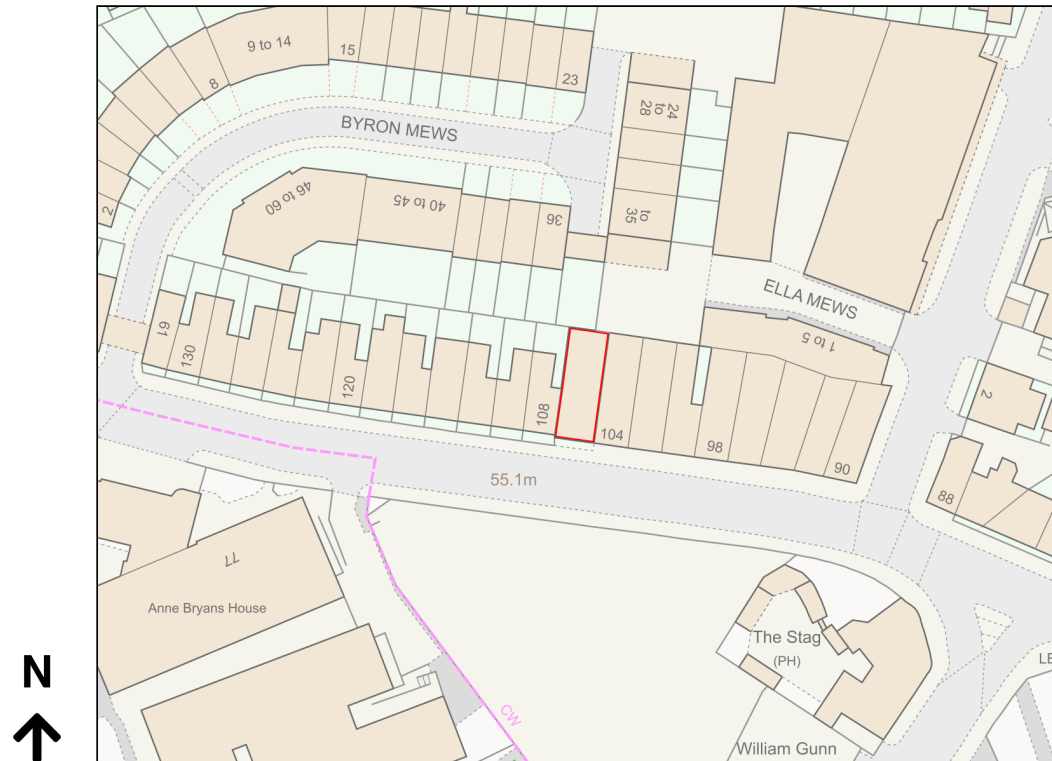 9 to 14
15
23
8
24
to
28
BYRON MEWS
46 to 60
40 to 45
2
36
to
35
ELLA MEWS
1 to 5
61
130
120
108
104
98
90
2
88
55.1m
77
Anne Bryans House
The Stag
(PH)
N
LE
CW
William Gunn